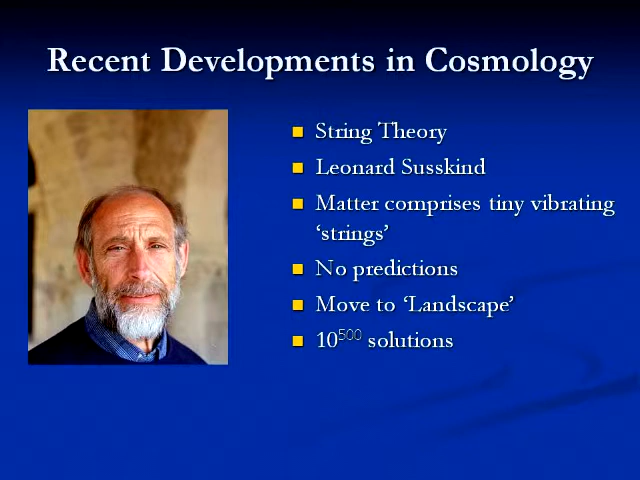 Recent Developments in Cosmology
String Theory
Leonard Susskind
Matter comprises tiny vibrating
‘strings’
No predictions
Move to ‘Landscape’
10⁵⁰⁰ solutions